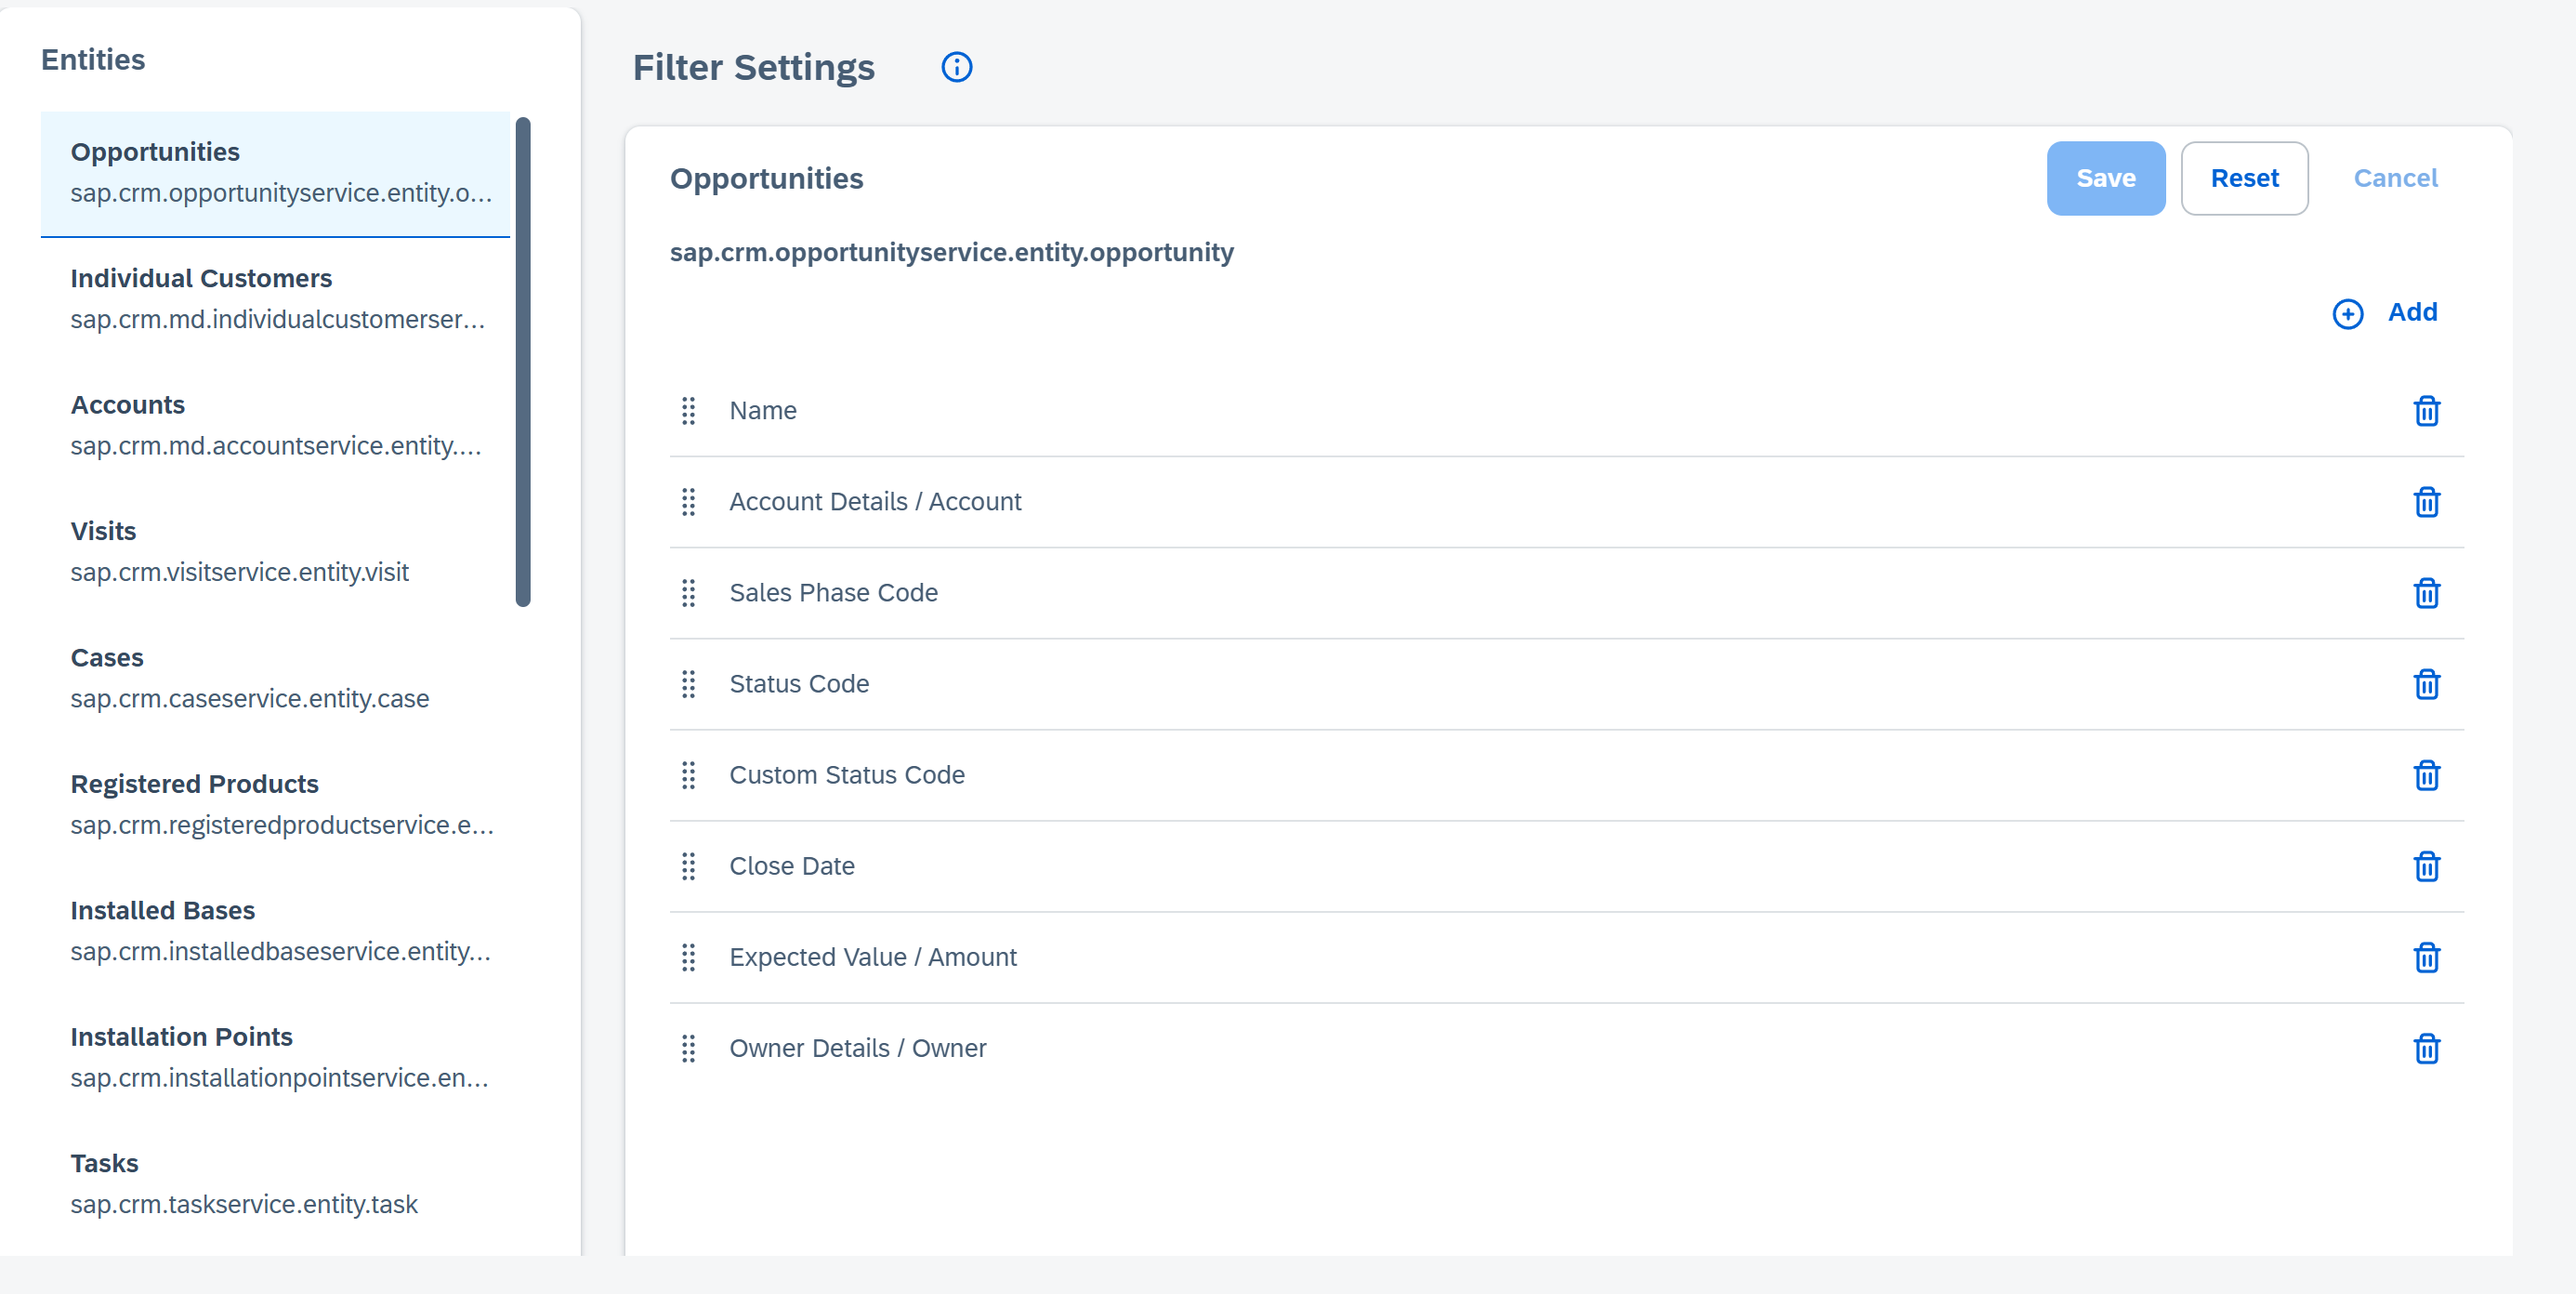 Entities
Opportunities
sap.crm.opportunityservice.entity.o...
Individual Customers
sap.crm.md.individualcustomerser...
Accounts
sap.crm.md.accountservice.entity....
Visits
sap.crm.visitservice.entity.visit
Cases
sap.crm.caseservice.entity.case
Registered Products
sap.crm.registeredproductservice.e...
Installed Bases
sap.crm.installedbaseservice.entity...
Installation Points
sap.crm.installationpointservice.en...
Tasks
sap.crm.taskservice.entity.task
Filter Settings
Opportunities
Save Reset Cancel
sap.crm.opportunityservice.entity.opportunity
Add
Name
Account Details / Account
Sales Phase Code
Status Code
Custom Status Code
Close Date
Expected Value / Amount
Owner Details / Owner